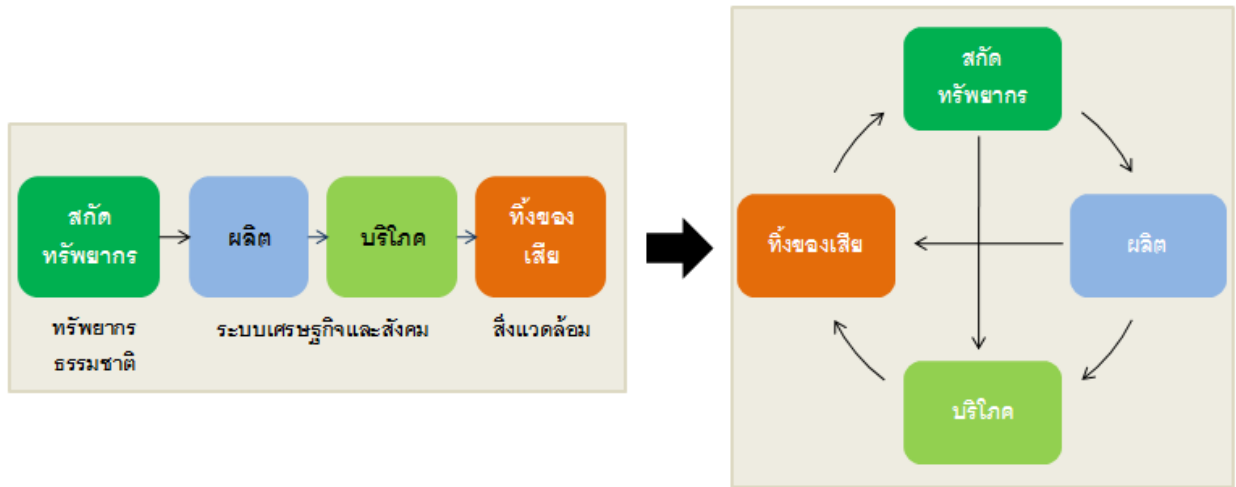 สกัด
ทรัพยากร
ผลิต
บริโภค
ทิ้งของ
เสีย
ทรัพยากร
ธรรมชาติ
ระบบเศรษฐกิจและสังคม
สิ่งแวดล้อม
สกัด
ทรัพยากร
ทิ้งของเสีย
ผลิต
บริโภค